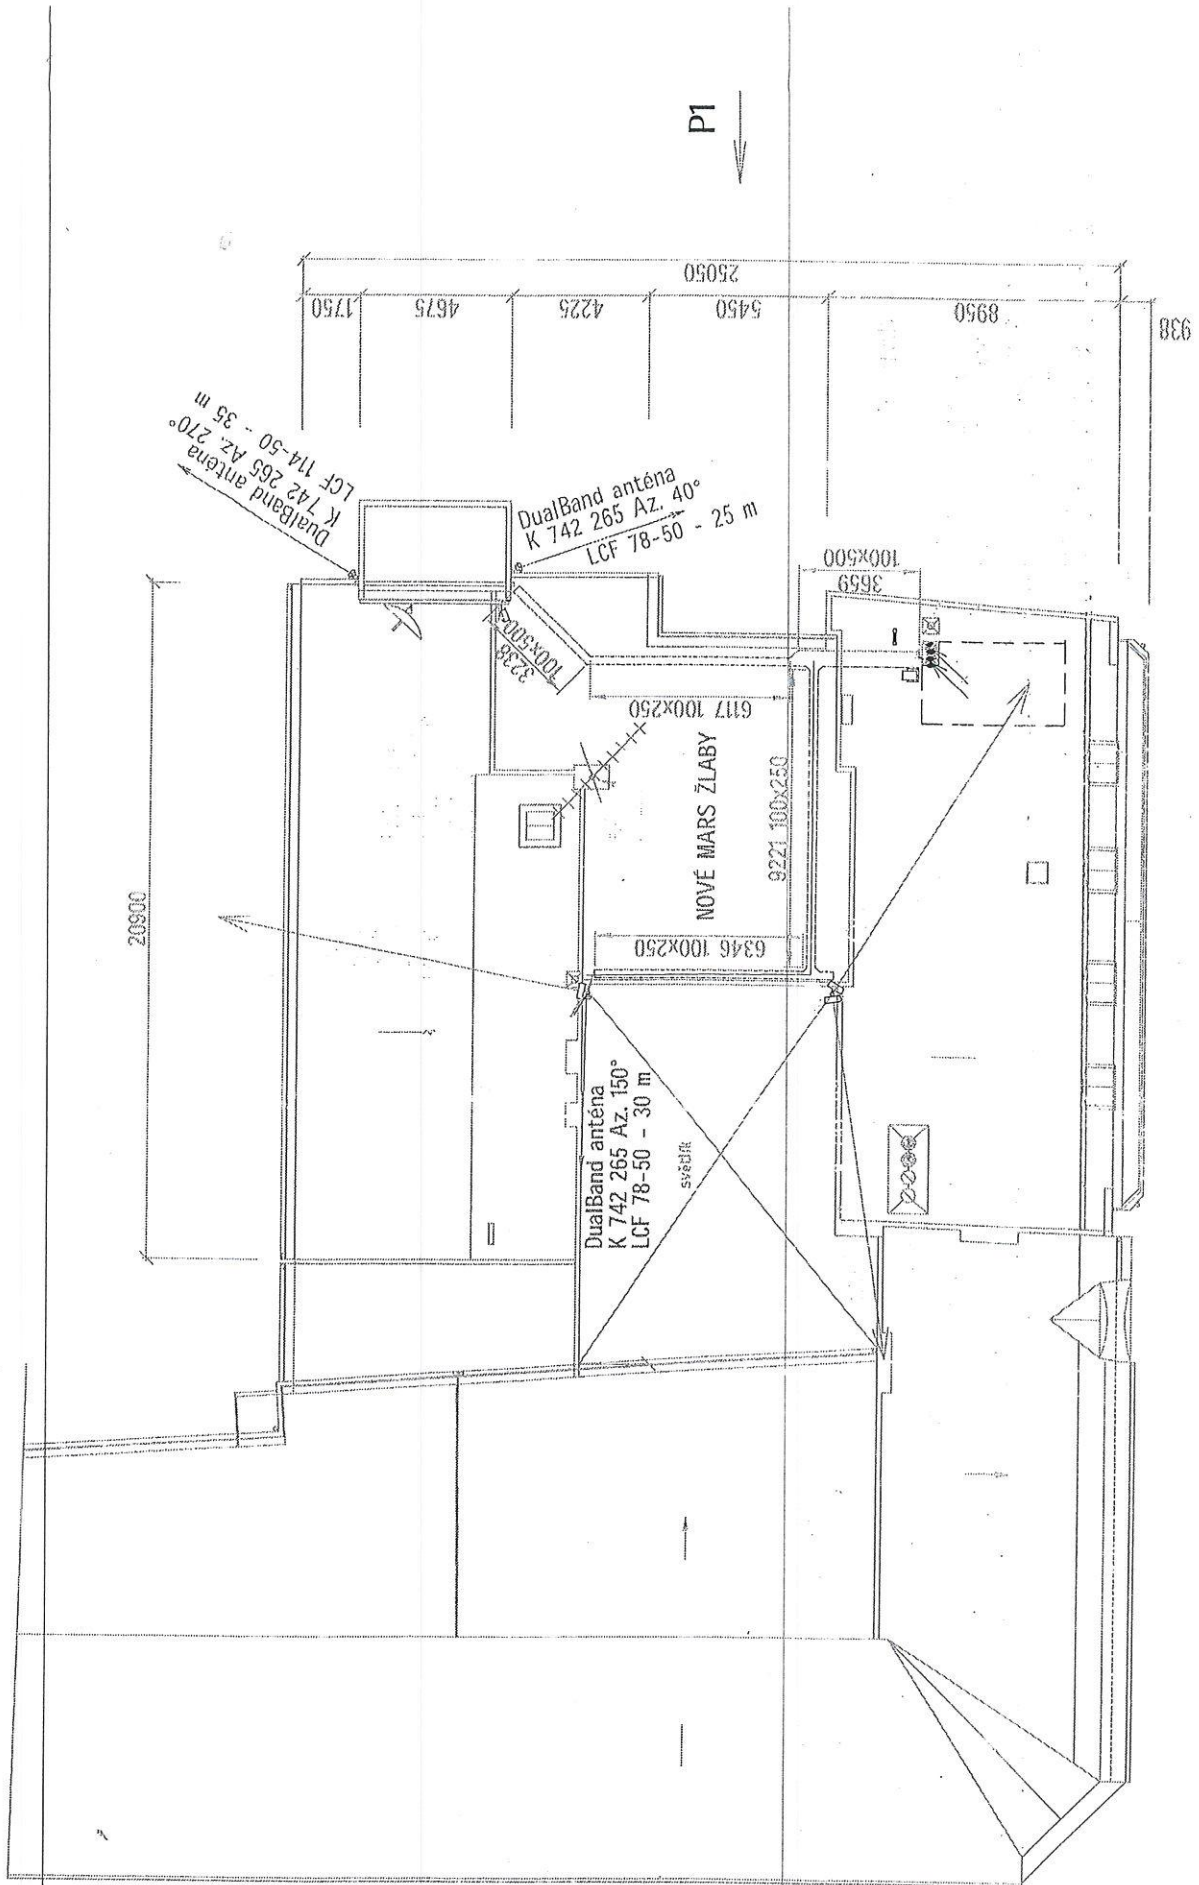 P1
25050
1750
4675
4225
5450
8950
938
DualBand anténa
K 742 265 Az. 270°
LCF 114-50 - 35 m
DualBand anténa
K 742 265 Az. 40°
LCF 78-50 - 25 m
20900
3238
100x500
3659
100x500
6117 100x250
NOVÉ MARS ŽLABY
9221 100x250
6346 100x250
DualBand anténa
K 742 265 Az. 150°
LCF 78-50 - 30 m
světlík